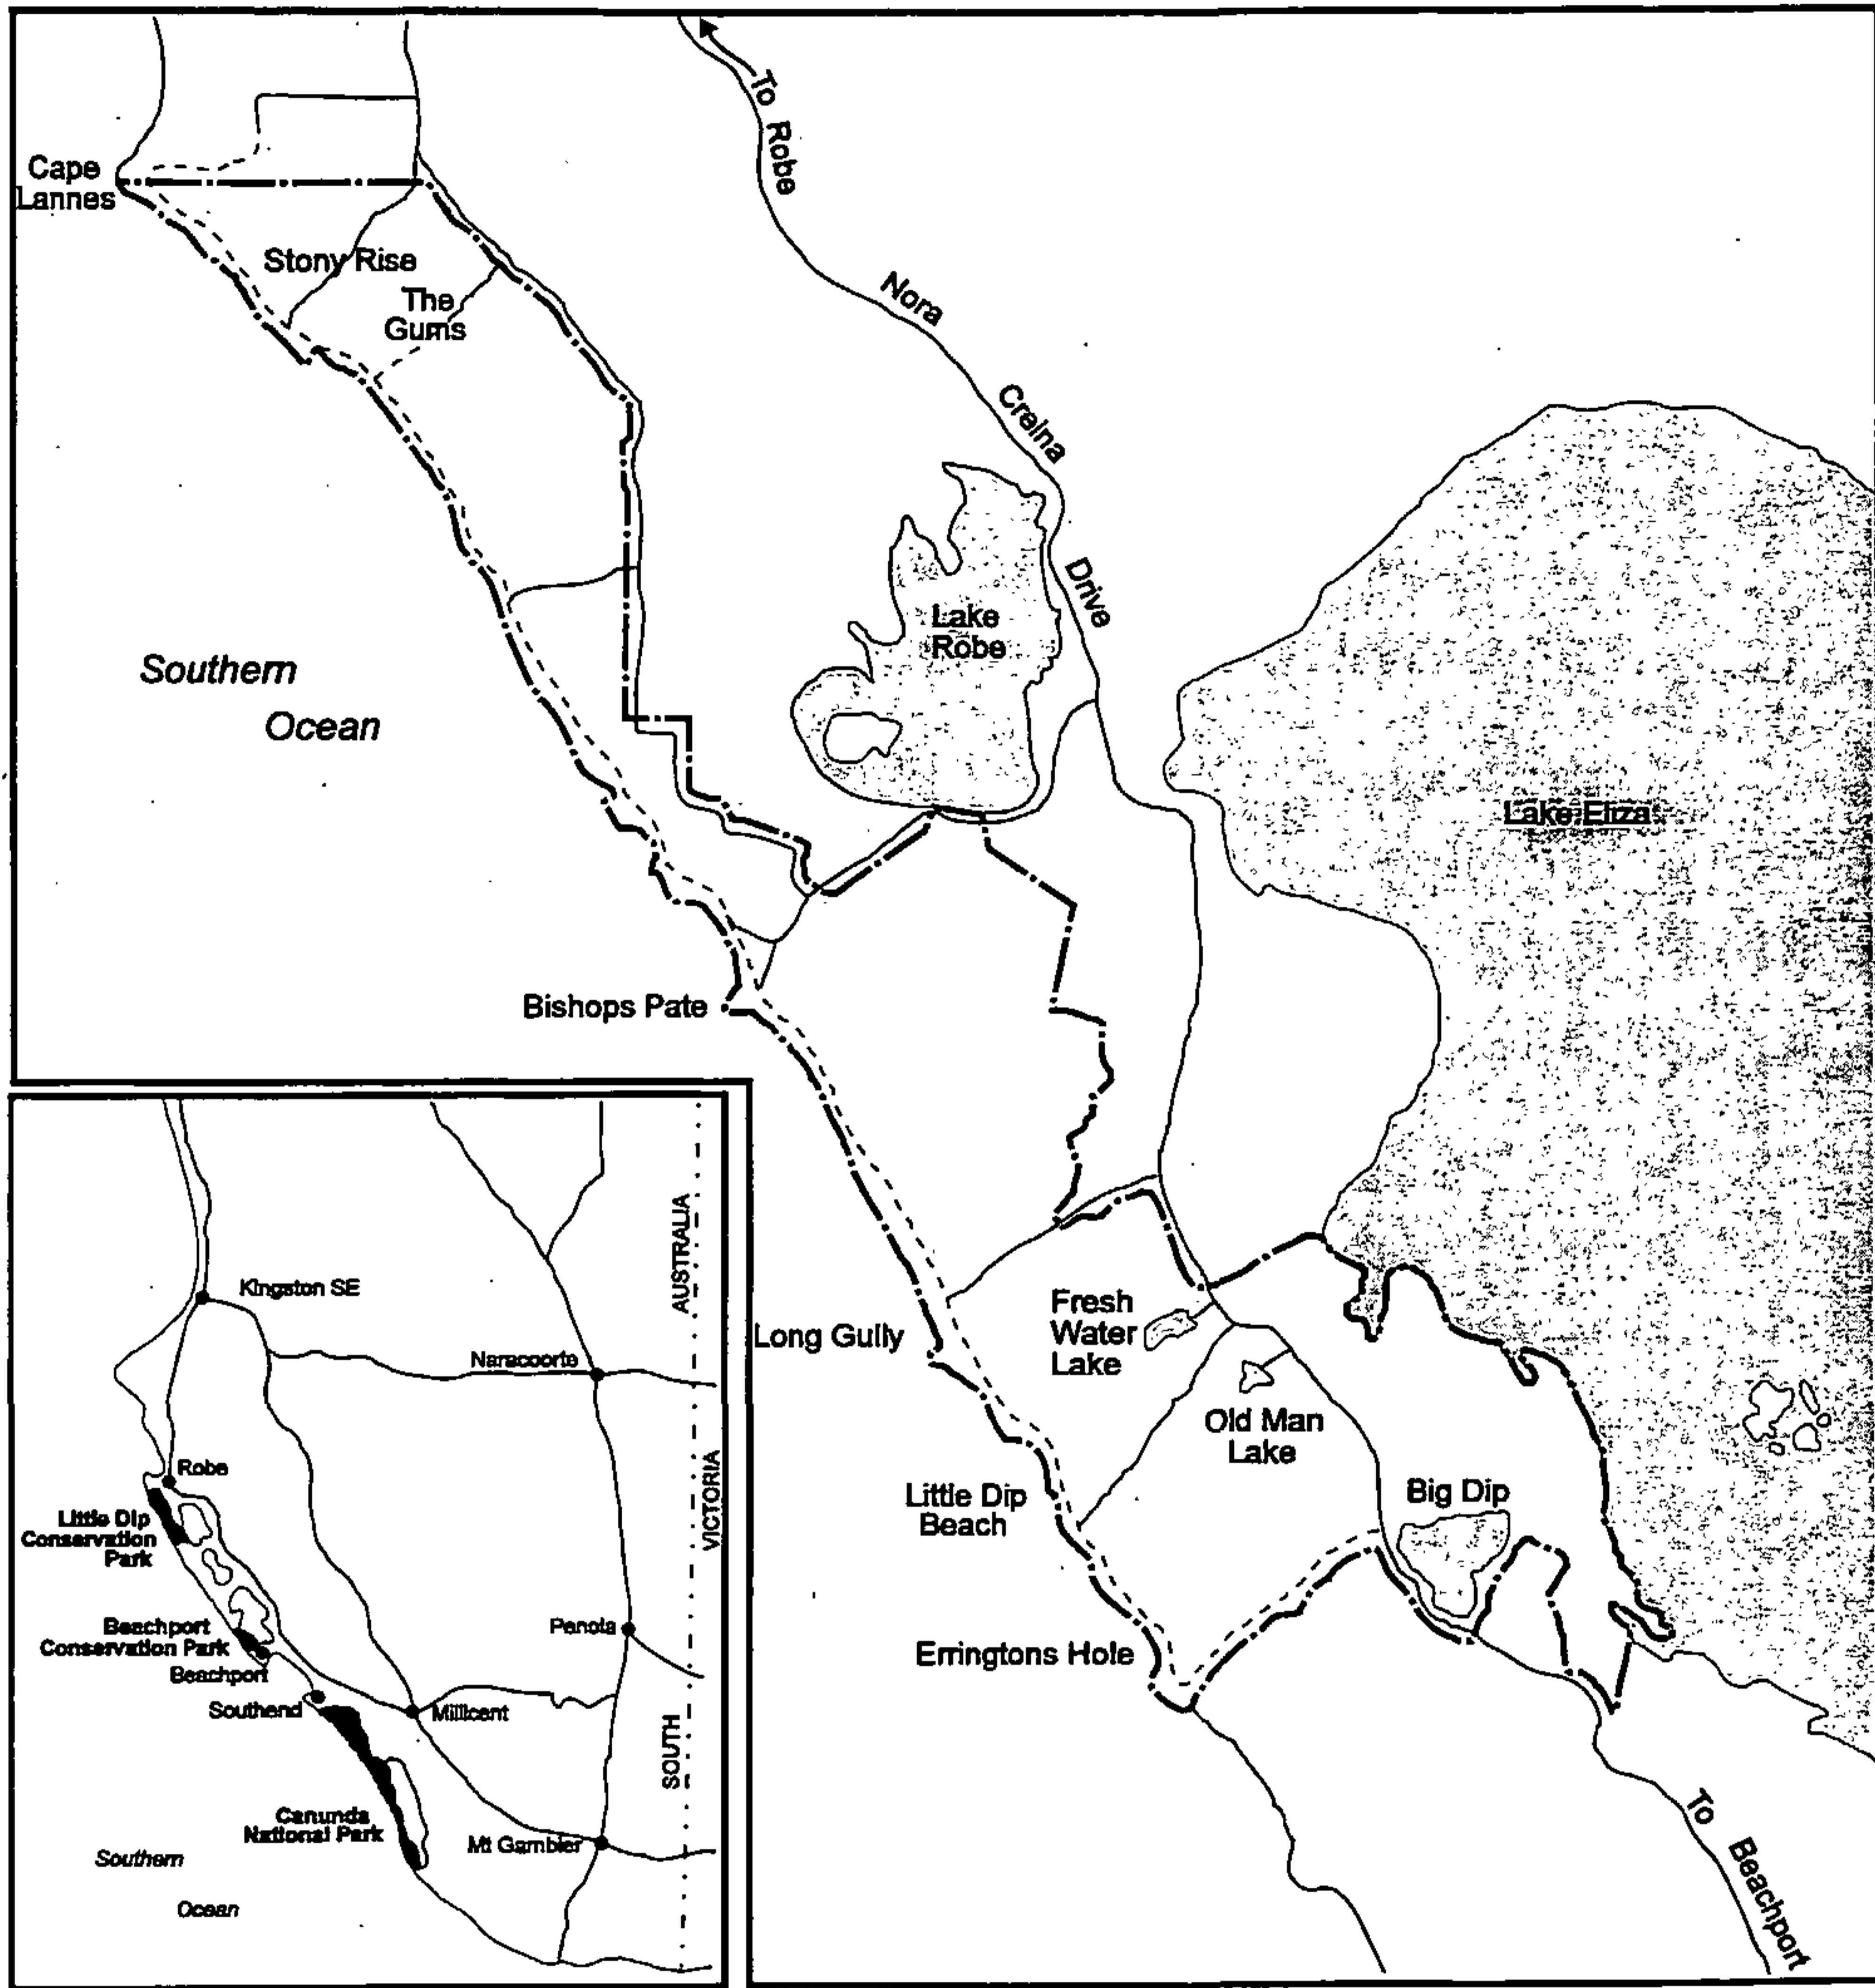 To Robe
Cape
Lannes
Stony Rise
The
Gums
Nora
Creina
Drive
Lake
Robe
Southern
Ocean
Lake Eliza
Bishops Pate
Long Gully
Fresh
Water
Lake
Old Man
Lake
Little Dip
Beach
Big Dip
Erringtons Hole
To Beachport
Kingston SE
Naracoorte
AUSTRALIA
VICTORIA
SOUTH
Robe
Little Dip
Conservation
Park
Beachport
Conservation Park
Beachport
Southend
Millicent
Penola
Canunda
National Park
Mt Gambier
Southern
Ocean